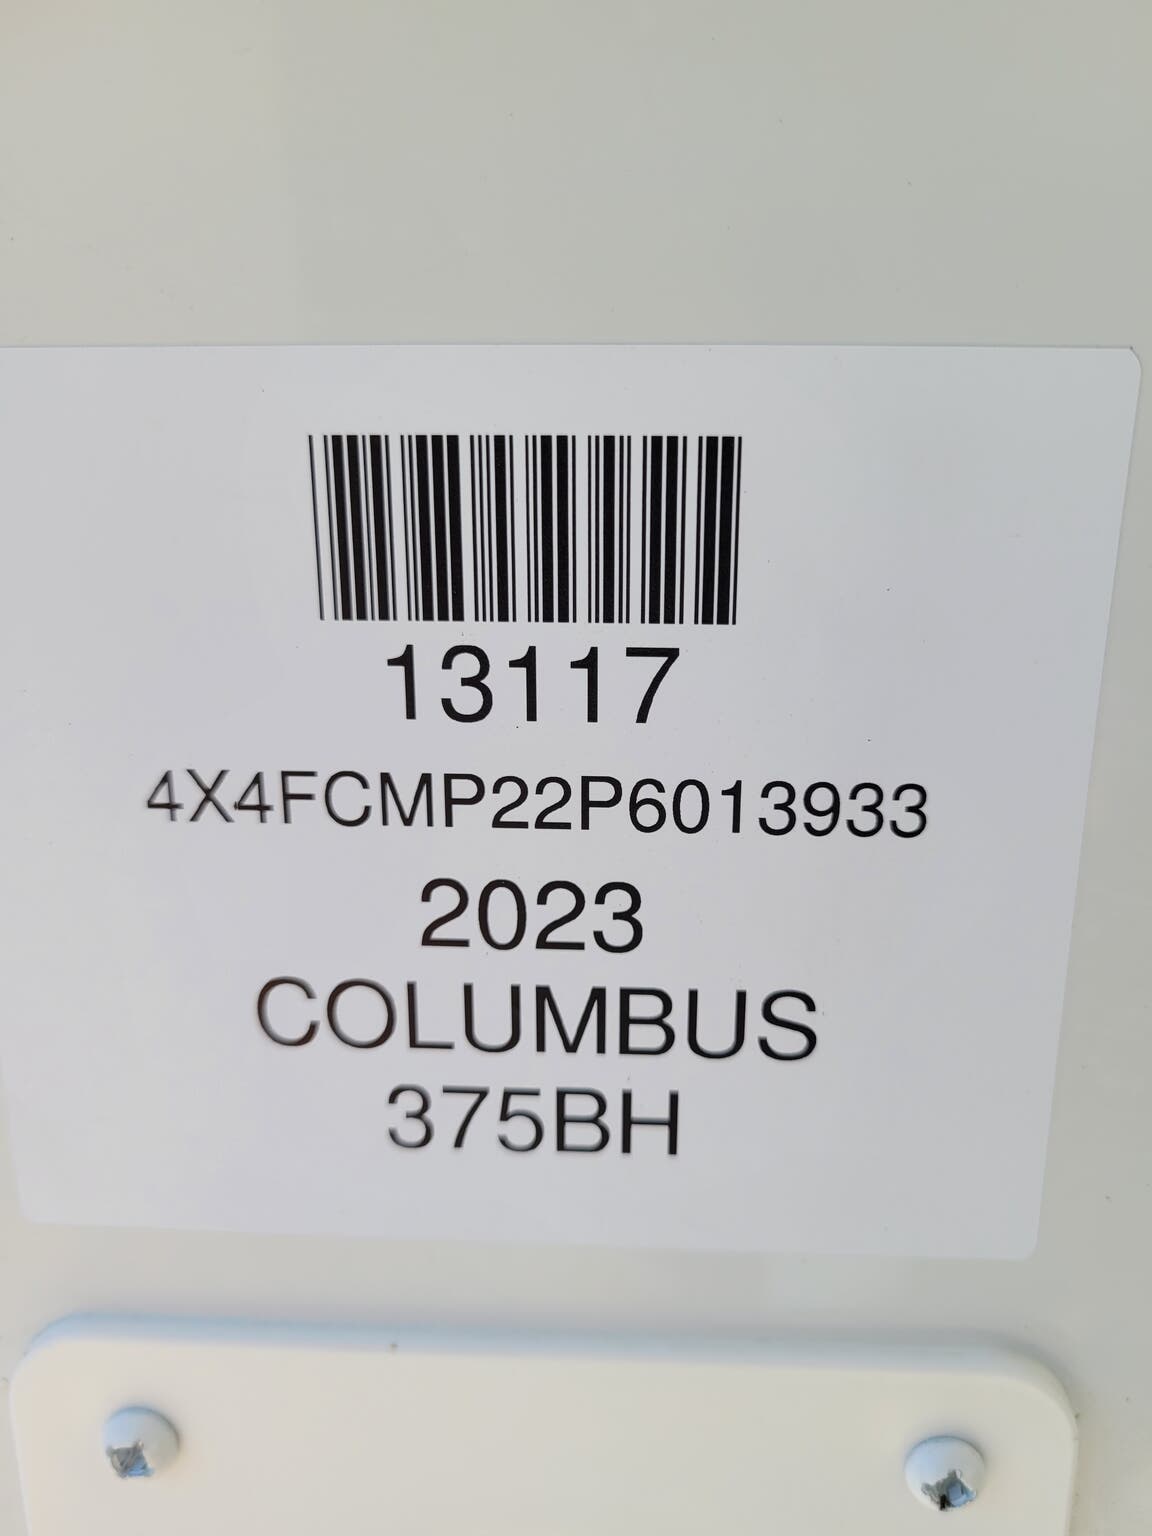 13117
4X4FCMP22P6013933
2023
COLUMBUS
375BH